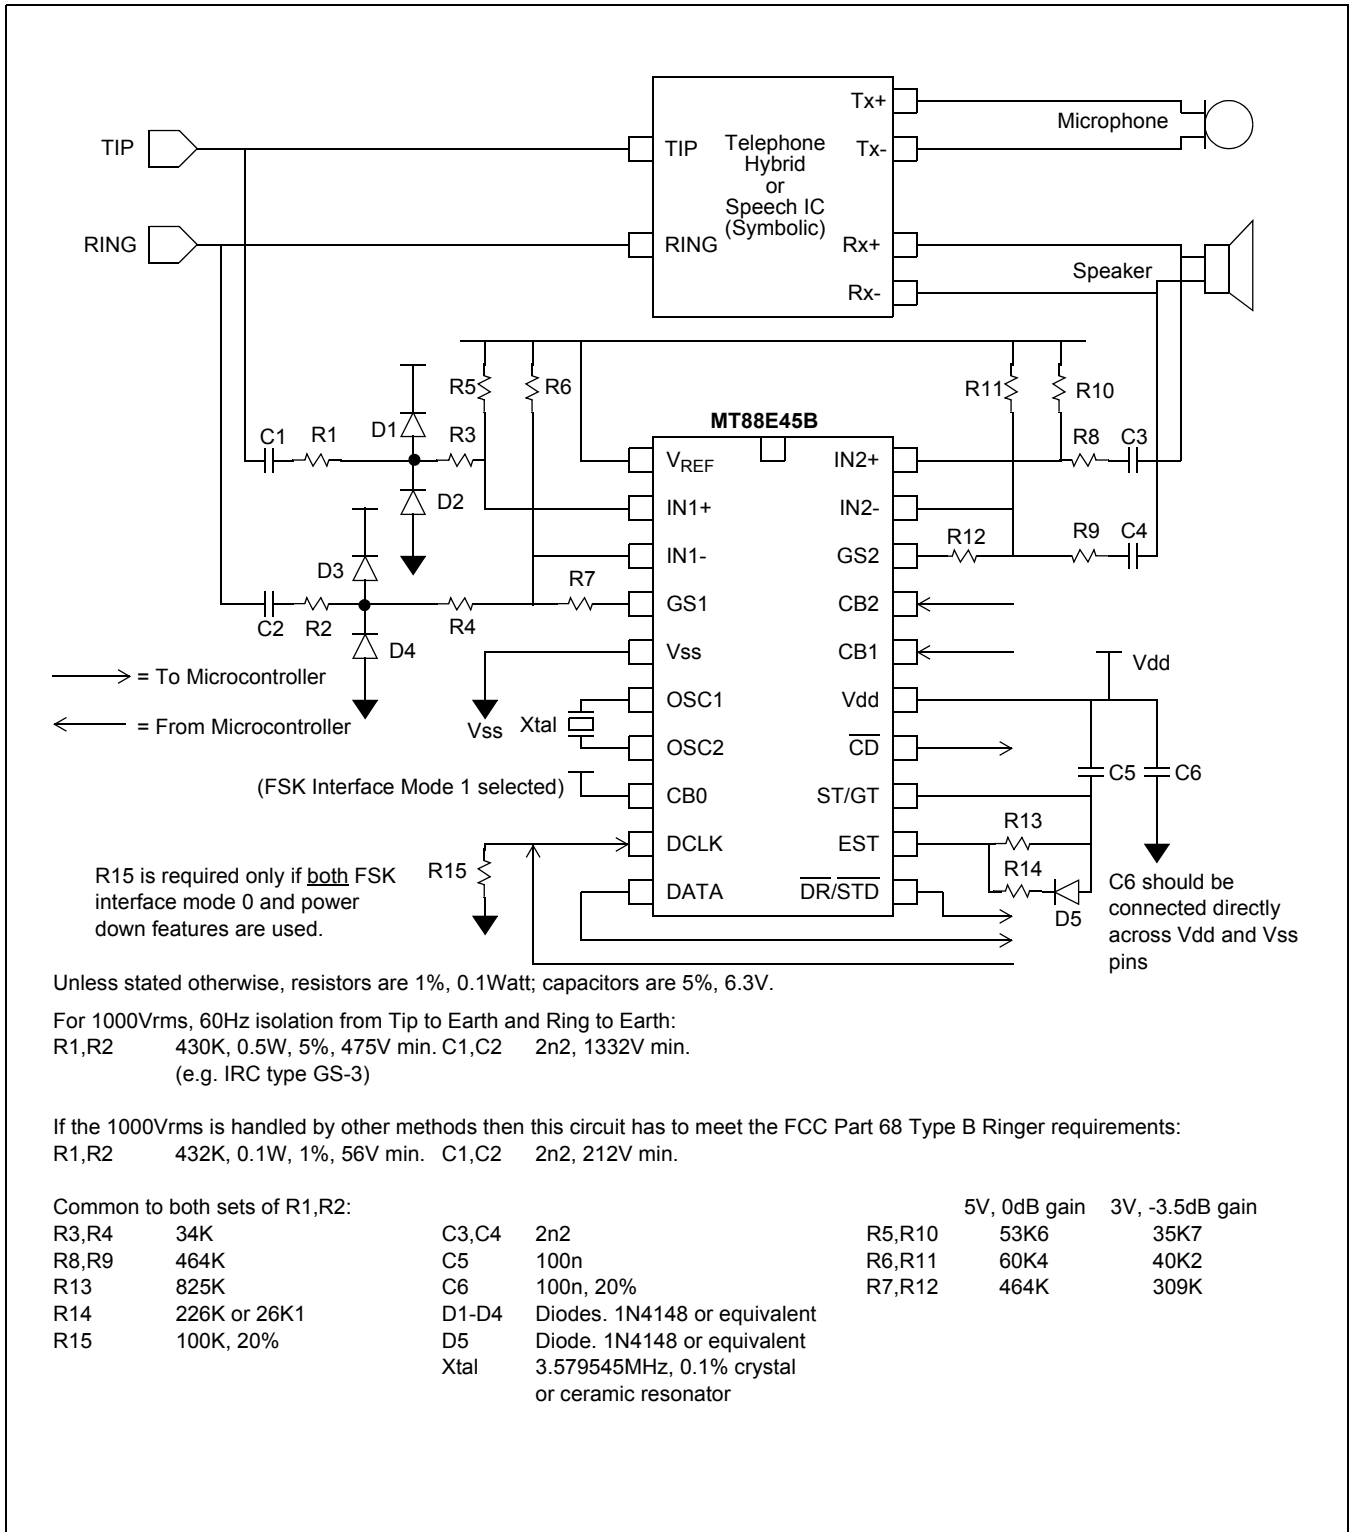 Tx+
Microphone
TIP
TIP
Telephone
Hybrid
or
Speech IC
(Symbolic)
Tx-
RING
RING
Rx+
Speaker
Rx-
R5
R6
R11
R10
MT88E45B
C1
R1
D1
R3
R8
C3
VREF
IN2+
D2
IN1+
IN2-
R12
R9
C4
D3
IN1-
GS2
R7
GS1
CB2
C2
R2
R4
D4
Vss
CB1
Vdd
= To Microcontroller
OSC1
Vdd
= From Microcontroller
Vss
Xtal
OSC2
CD
C5
C6
(FSK Interface Mode 1 selected)
CB0
ST/GT
R13
DCLK
EST
R14
R15
DATA
DR/STD
D5
R15 is required only if both FSK
interface mode 0 and power
down features are used.
C6 should be
connected directly
across Vdd and Vss
pins
Unless stated otherwise, resistors are 1%, 0.1Watt; capacitors are 5%, 6.3V.
For 1000Vrms, 60Hz isolation from Tip to Earth and Ring to Earth:
R1,R2 430K, 0.5W, 5%, 475V min. C1,C2 2n2, 1332V min.
(e.g. IRC type GS-3)
If the 1000Vrms is handled by other methods then this circuit has to meet the FCC Part 68 Type B Ringer requirements:
R1,R2 432K, 0.1W, 1%, 56V min. C1,C2 2n2, 212V min.
Common to both sets of R1,R2: 5V, 0dB gain 3V, -3.5dB gain
R3,R4 34K C3,C4 2n2 R5,R10 53K6 35K7
R8,R9 464K C5 100n R6,R11 60K4 40K2
R13 825K C6 100n, 20% R7,R12 464K 309K
R14 226K or 26K1 D1-D4 Diodes. 1N4148 or equivalent
R15 100K, 20% D5 Diode. 1N4148 or equivalent
Xtal 3.579545MHz, 0.1% crystal
or ceramic resonator